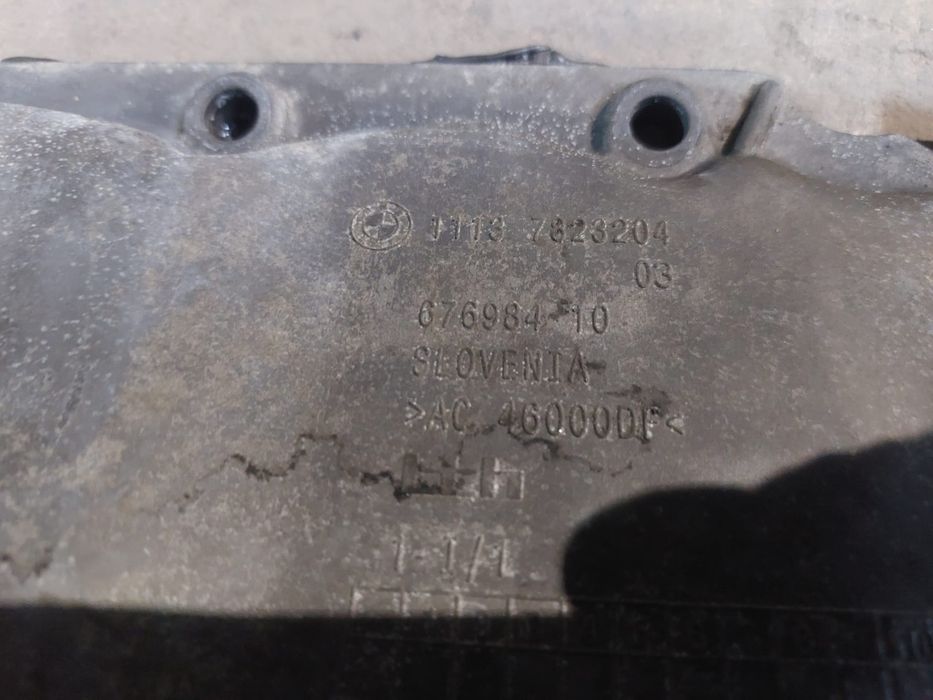 1113 7823204
03
676984-10
SLOVENIA
>AC 46000DF<